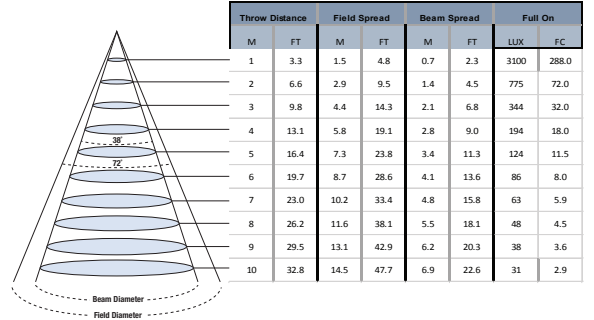 Throw Distance Field Spread Beam Spread Full On
M FT M FT M FT LUX FC
1 3.3 1.5 4.8 0.7 2.3 3100 288.0
2 6.6 2.9 9.5 1.4 4.5 775 72.0
3 9.8 4.4 14.3 2.1 6.8 344 32.0
4 13.1 5.8 19.1 2.8 9.0 194 18.0
38°
5 16.4 7.3 23.8 3.4 11.3 124 11.5
72°
6 19.7 8.7 28.6 4.1 13.6 86 8.0
7 23.0 10.2 33.4 4.8 15.8 63 5.9
8 26.2 11.6 38.1 5.5 18.1 48 4.5
9 29.5 13.1 42.9 6.2 20.3 38 3.6
10 32.8 14.5 47.7 6.9 22.6 31 2.9
Beam Diameter
Field Diameter